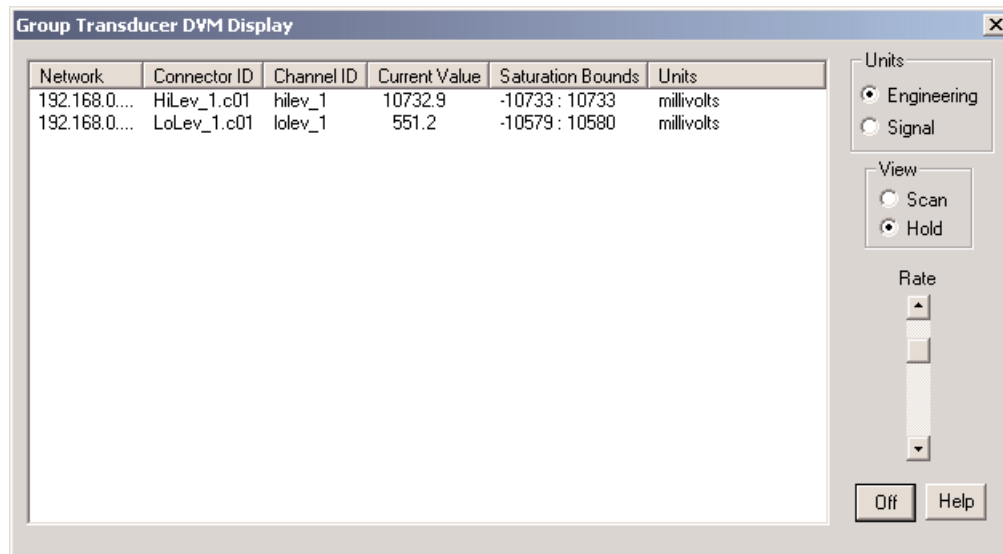 Group Transducer DVM Display
Network Connector ID Channel ID Current Value Saturation Bounds Units
192.168.0.... HiLev_1.c01 hilev_1 10732.9 -10733 : 10733 millivolts
192.168.0.... LoLev_1.c01 lolev_1 551.2 -10579 : 10580 millivolts
Units
Engineering
Signal
View
Scan
Hold
Rate
Off Help